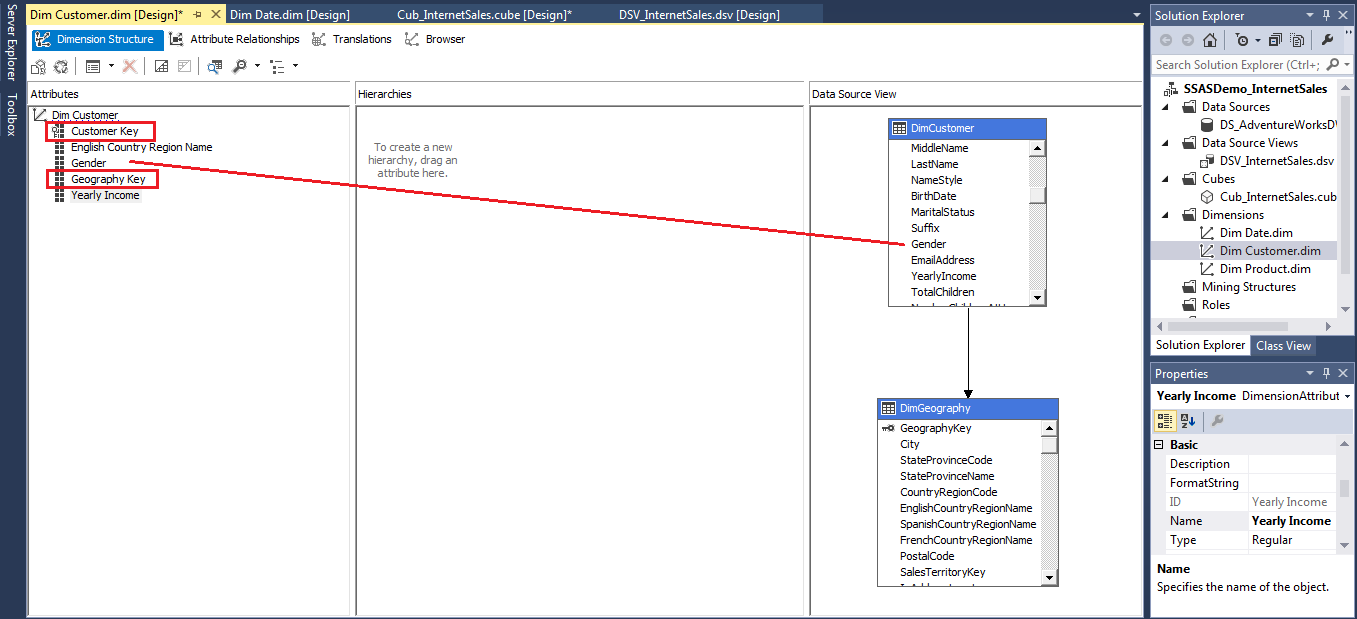 Server Explorer
Toolbox
Dim Customer.dim [Design]*
Dim Date.dim [Design]
Cub_InternetSales.cube [Design]*
DSV_InternetSales.dsv [Design]
Dimension Structure
Attribute Relationships
Translations
Browser
Attributes
Dim Customer
Customer Key
English Country Region Name
Gender
Geography Key
Yearly Income
Hierarchies
To create a new
hierarchy, drag an
attribute here.
Data Source View
DimCustomer
MiddleName
LastName
NameStyle
BirthDate
MaritalStatus
Suffix
Gender
EmailAddress
YearlyIncome
TotalChildren
DimGeography
GeographyKey
City
StateProvinceCode
StateProvinceName
CountryRegionCode
EnglishCountryRegionName
SpanishCountryRegionName
FrenchCountryRegionName
PostalCode
SalesTerritoryKey
Solution Explorer
Search Solution Explorer (Ctrl+;
SSASDemo_InternetSales
Data Sources
DS_AdventureWorksD
Data Source Views
DSV_InternetSales.dsv
Cubes
Cub_InternetSales.cub
Dimensions
Dim Date.dim
Dim Customer.dim
Dim Product.dim
Mining Structures
Roles
Solution Explorer
Class View
Properties
Yearly Income DimensionAttribut
Basic
Description
FormatString
ID Yearly Income
Name Yearly Income
Type Regular
Name
Specifies the name of the object.